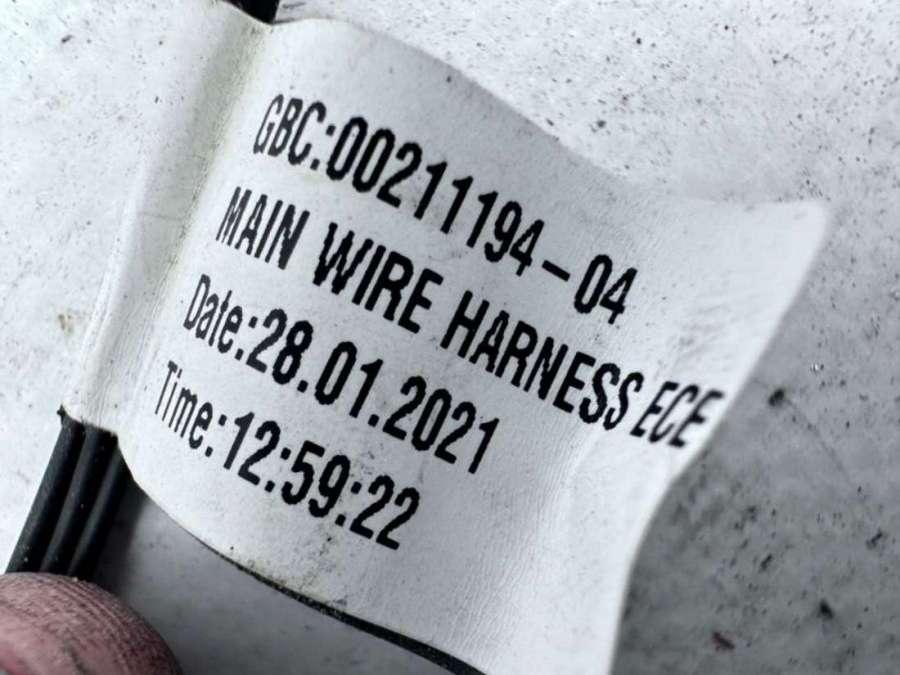 GBC:00211194-04
MAIN WIRE HARNESS ECE
Date:28.01.2021
Time:12:59:22